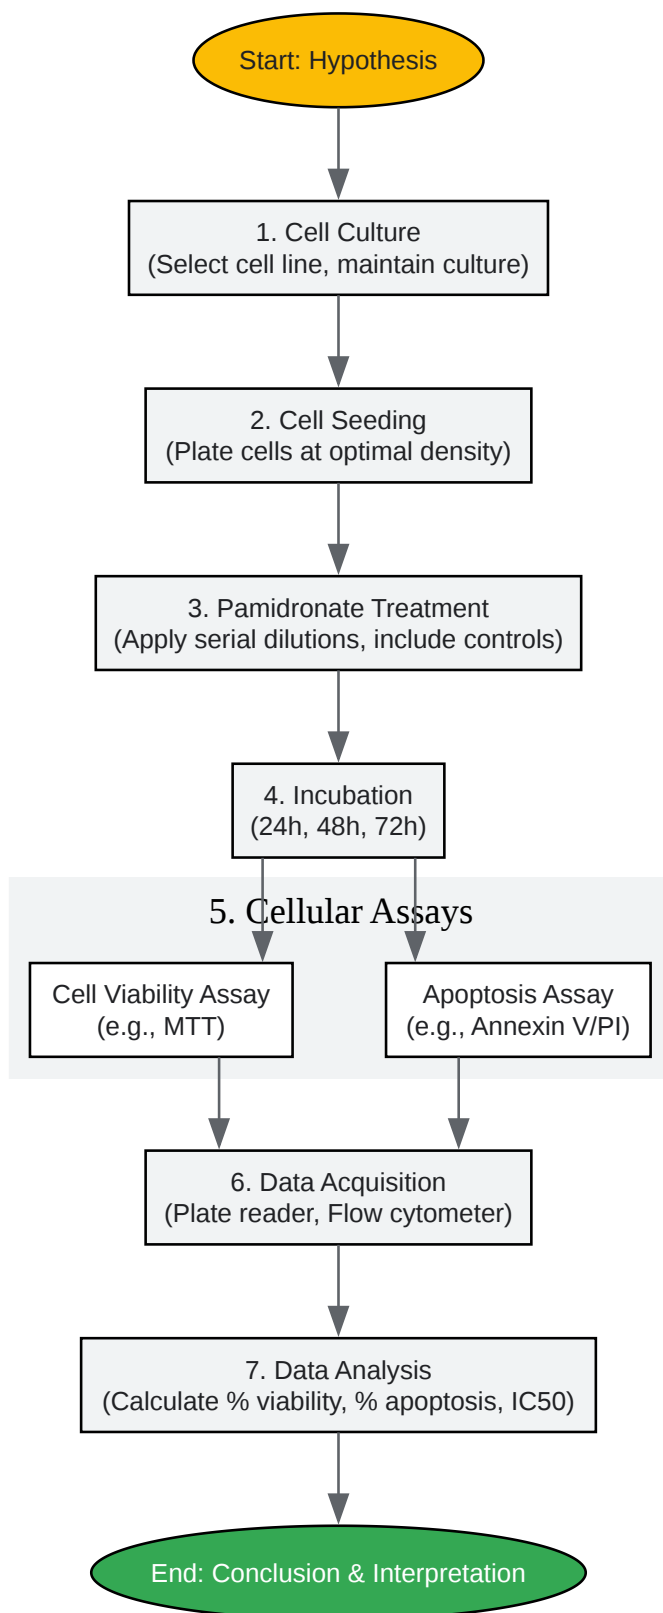 Start: Hypothesis
1. Cell Culture
(Select cell line, maintain culture)
2. Cell Seeding
(Plate cells at optimal density)
3. Pamidronate Treatment
(Apply serial dilutions, include controls)
4. Incubation
(24h, 48h, 72h)
5. Cellular Assays
Cell Viability Assay
(e.g., MTT)
Apoptosis Assay
(e.g., Annexin V/PI)
6. Data Acquisition
(Plate reader, Flow cytometer)
7. Data Analysis
(Calculate % viability, % apoptosis, IC50)
End: Conclusion & Interpretation